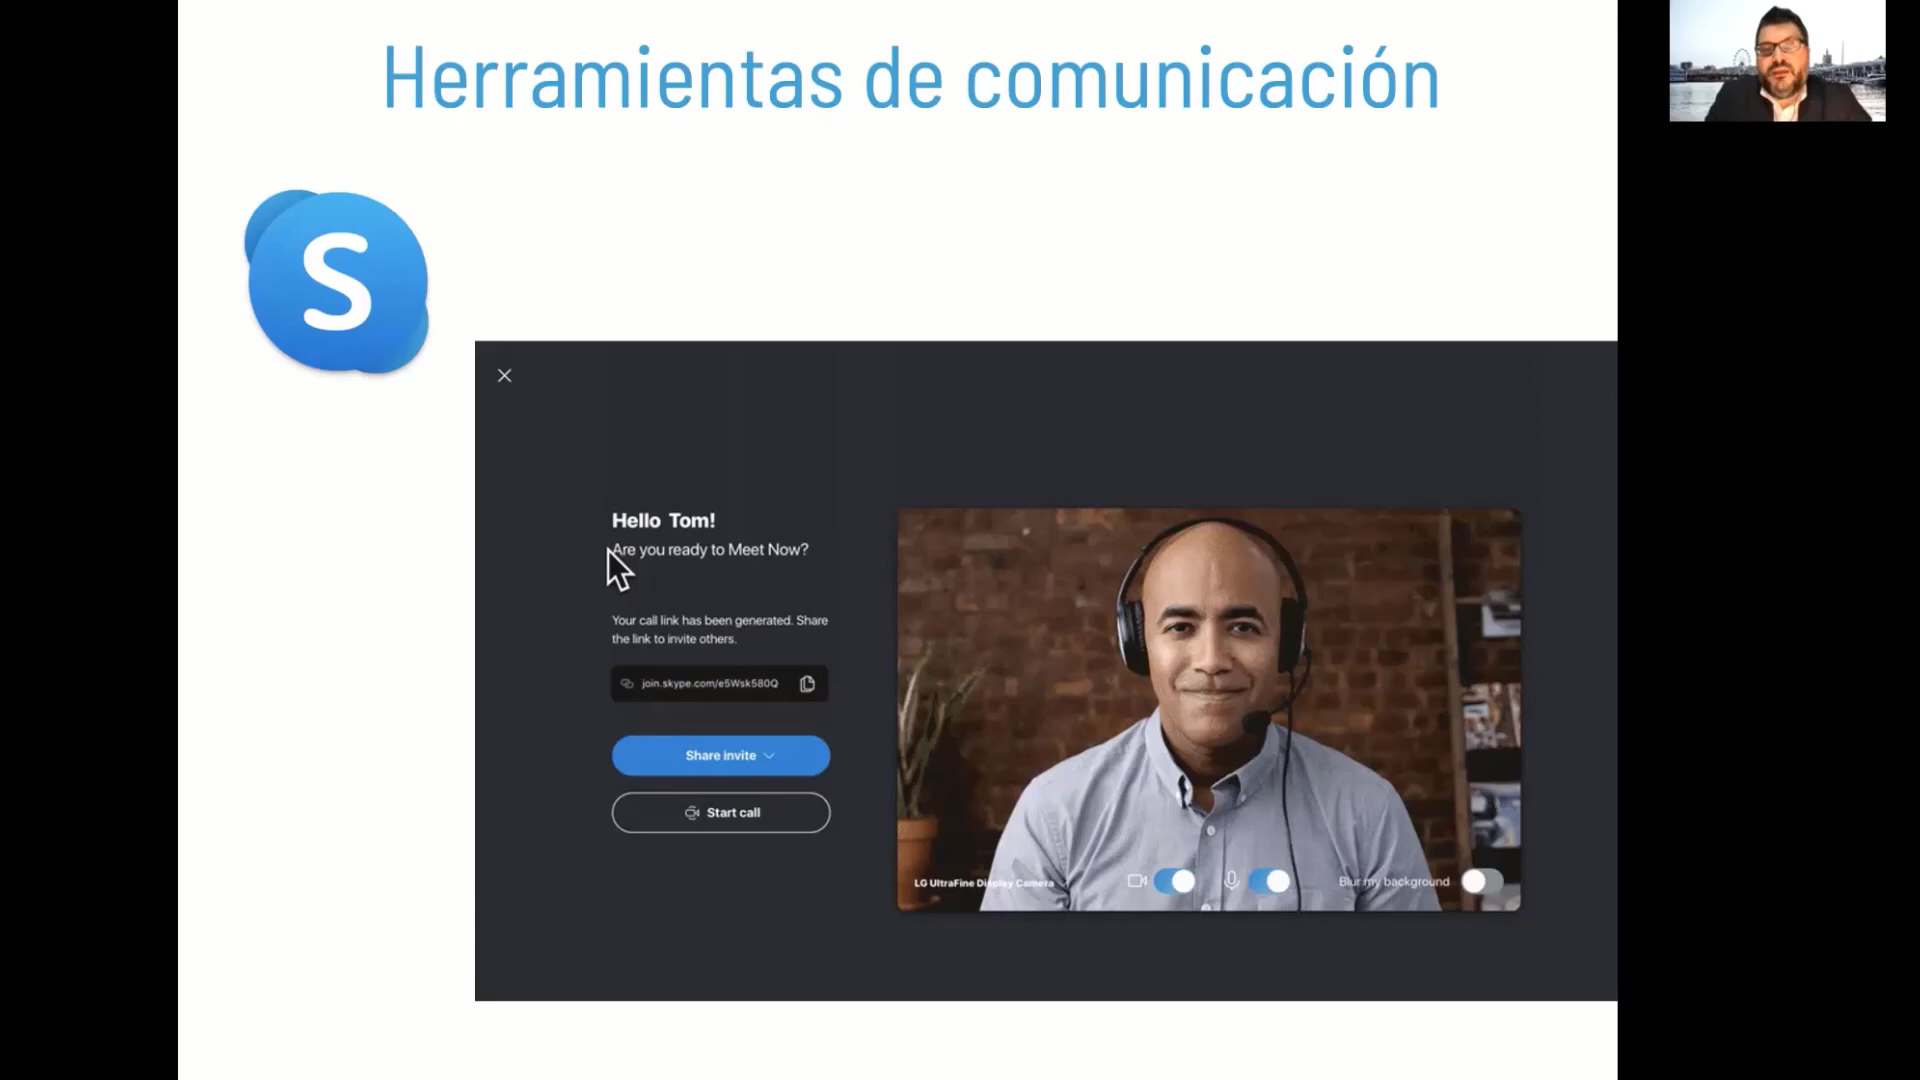 Herramientas de comunicación
S
Hello Tom!
Are you ready to Meet Now?
Your call link has been generated. Share
the link to invite others.
join.skype.com/e5Wsk580Q
Share invite
Start call
LG UltraFine Display Camera
Blur my background